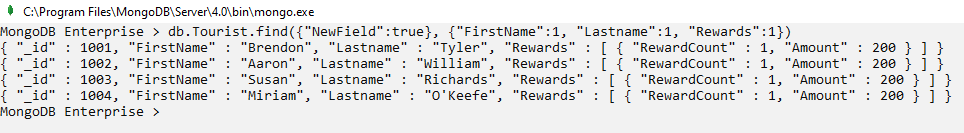 C:\Program Files\MongoDB\Server\4.0\bin\mongo.exe
MongoDB Enterprise > db.Tourist.find({"NewField":true}, {"FirstName":1, "Lastname":1, "Rewards":1})
{ "_id" : 1001, "FirstName" : "Brendon", "Lastname" : "Tyler", "Rewards" : [ { "RewardCount" : 1, "Amount" : 200 } ] }
{ "_id" : 1002, "FirstName" : "Aaron", "Lastname" : "William", "Rewards" : [ { "RewardCount" : 1, "Amount" : 200 } ] }
{ "_id" : 1003, "FirstName" : "Susan", "Lastname" : "Richards", "Rewards" : [ { "RewardCount" : 1, "Amount" : 200 } ] }
{ "_id" : 1004, "FirstName" : "Miriam", "Lastname" : "O'Keefe", "Rewards" : [ { "RewardCount" : 1, "Amount" : 200 } ] }
MongoDB Enterprise >